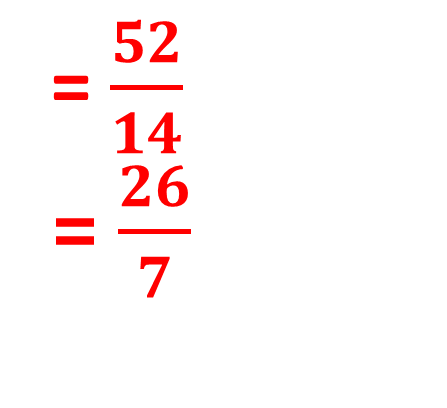 = 52/14
= 26/7